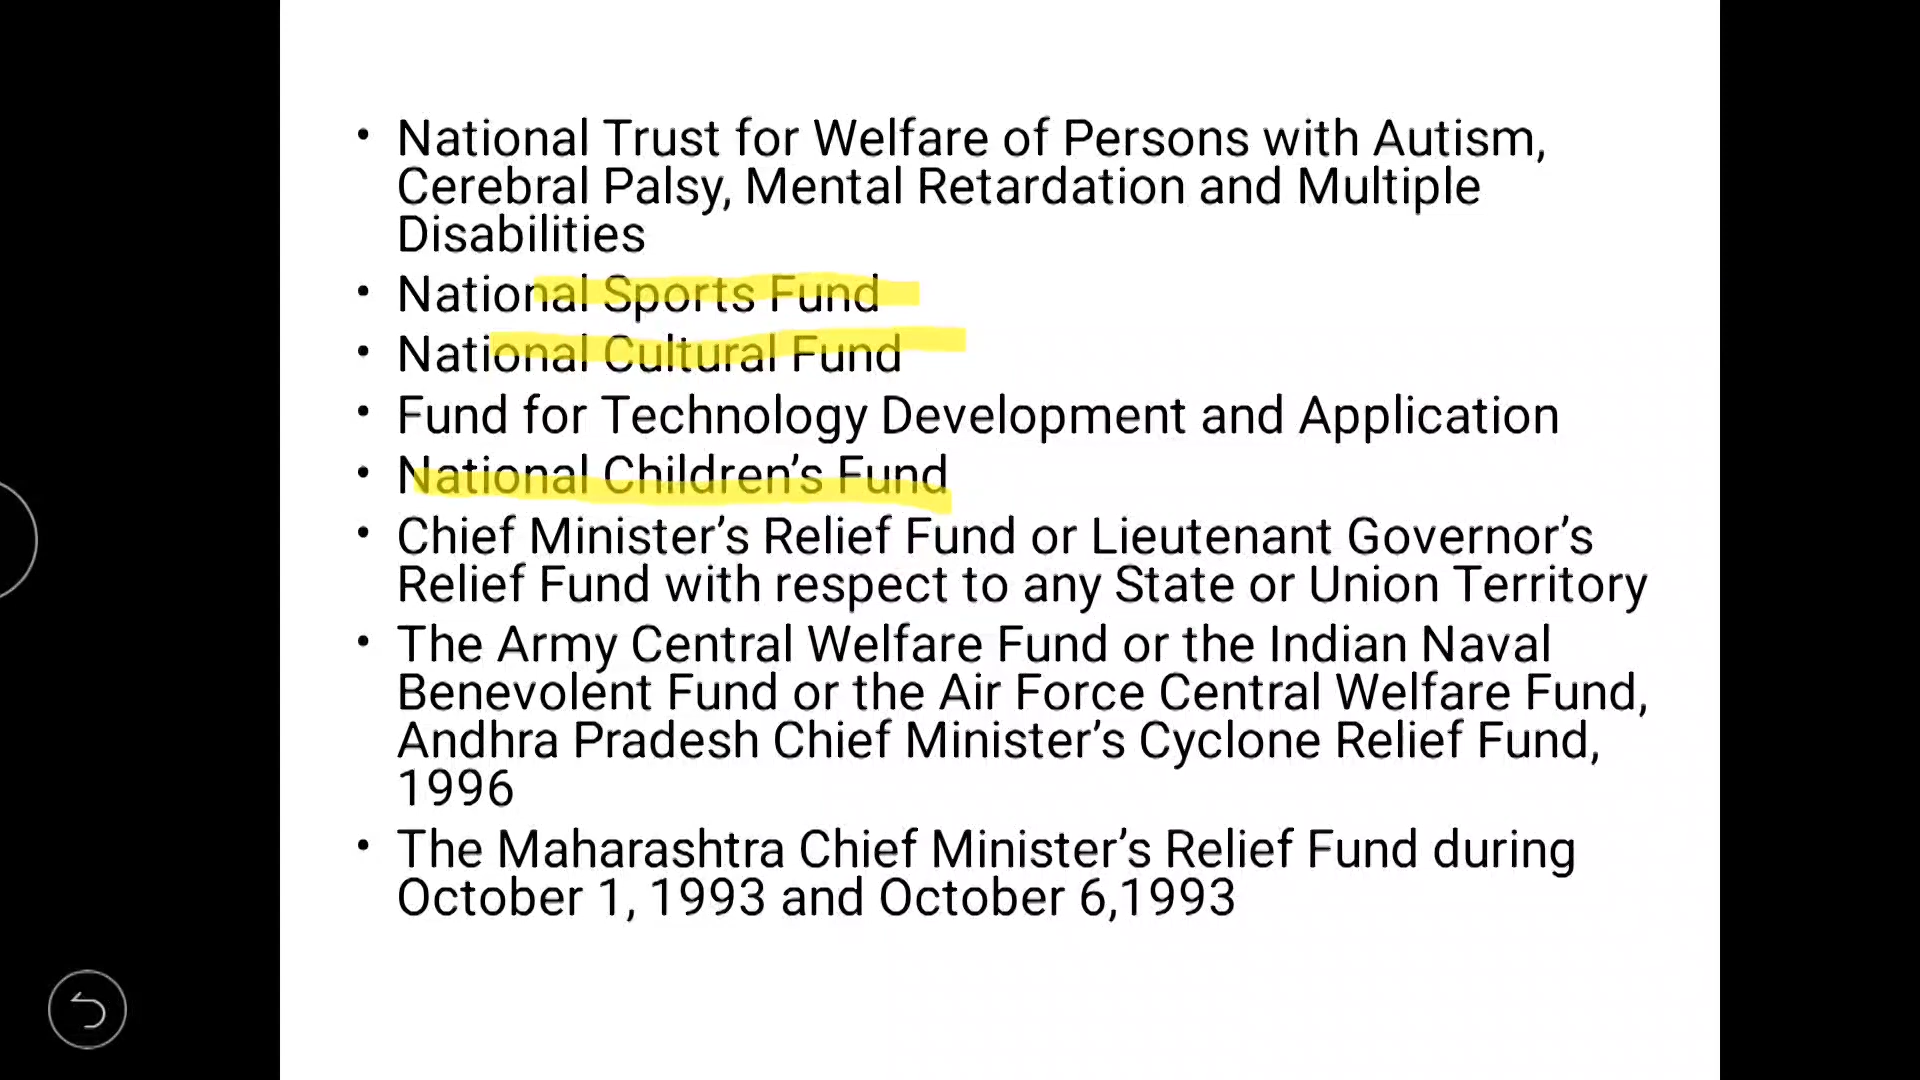 • National Trust for Welfare of Persons with Autism,
Cerebral Palsy, Mental Retardation and Multiple
Disabilities
• National Sports Fund
• National Cultural Fund
• Fund for Technology Development and Application
• National Children’s Fund
• Chief Minister’s Relief Fund or Lieutenant Governor’s
Relief Fund with respect to any State or Union Territory
• The Army Central Welfare Fund or the Indian Naval
Benevolent Fund or the Air Force Central Welfare Fund,
Andhra Pradesh Chief Minister’s Cyclone Relief Fund,
1996
• The Maharashtra Chief Minister’s Relief Fund during
October 1, 1993 and October 6,1993